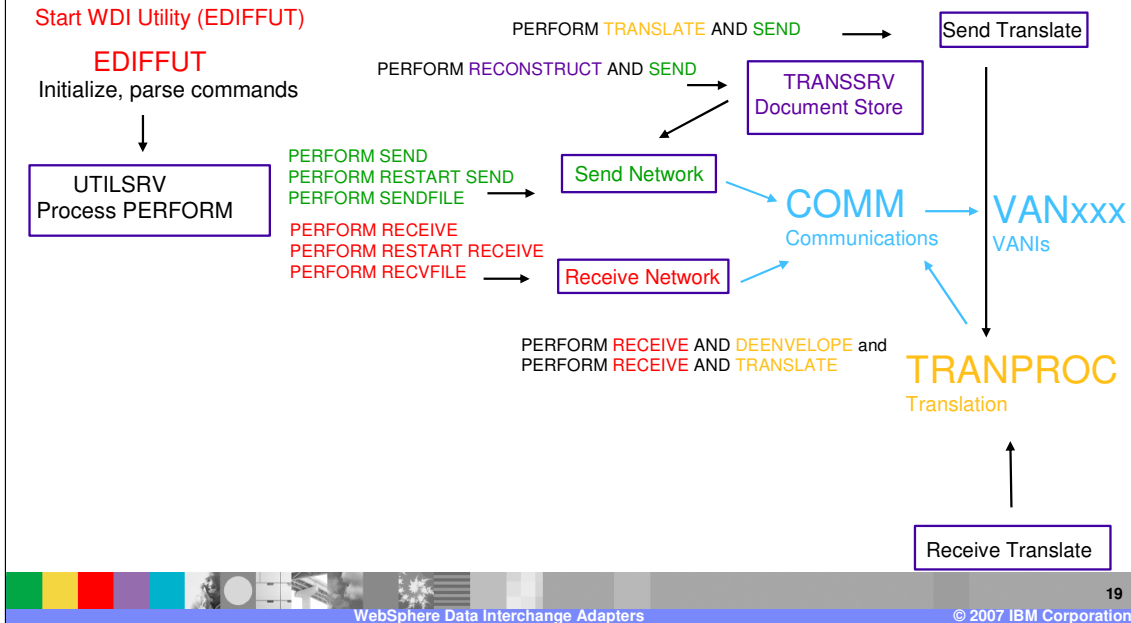 Start WDI Utility (EDIFFUT)
EDIFFUT
Initialize, parse commands
UTILSRV
Process PERFORM
PERFORM TRANSLATE AND SEND
Send Translate
PERFORM RECONSTRUCT AND SEND
TRANSSRV
Document Store
PERFORM SEND
PERFORM RESTART SEND
PERFORM SENDFILE
Send Network
PERFORM RECEIVE
PERFORM RESTART RECEIVE
PERFORM RECVFILE
Receive Network
COMM
Communications
VANxxx
VANIs
PERFORM RECEIVE AND DEENVELOPE and
PERFORM RECEIVE AND TRANSLATE
TRANPROC
Translation
Receive Translate
19
WebSphere Data Interchange Adapters
© 2007 IBM Corporation